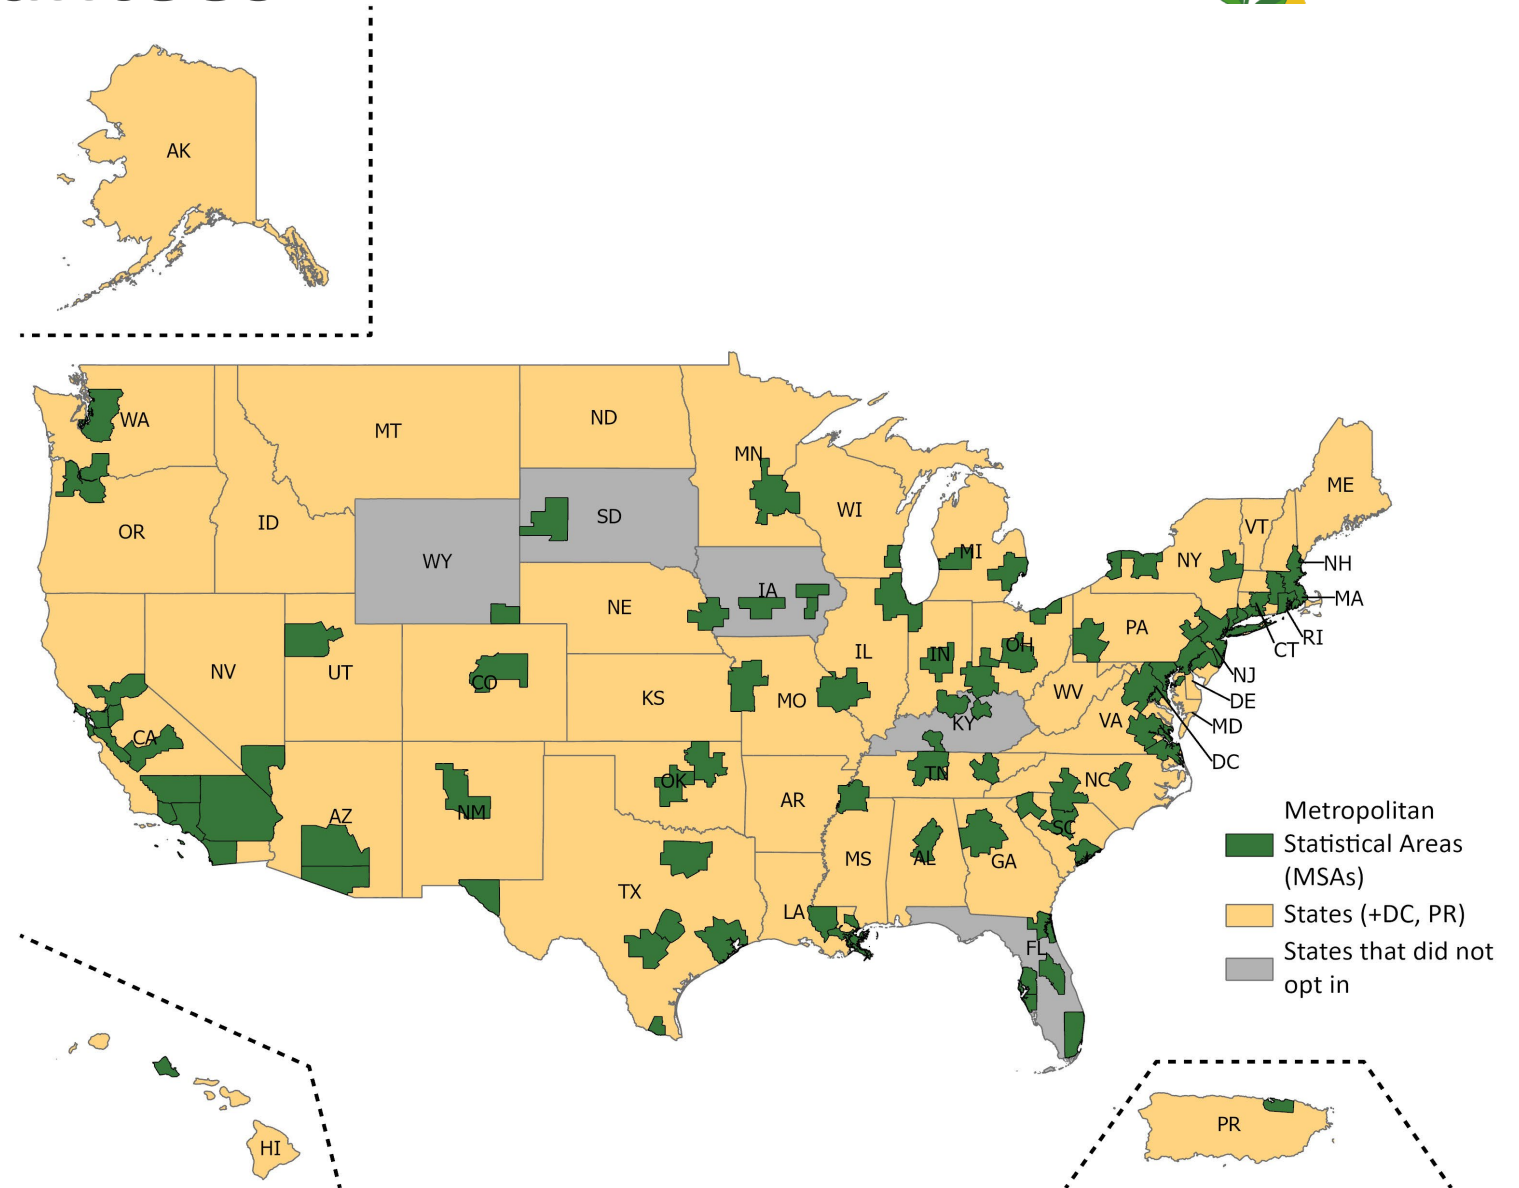 AK
WA
MT
ND
MN
ME
OR
ID
SD
WI
VT
WY
MI
NY
NH
IA
MA
NE
PA
RI
CT
NV
UT
CO
KS
MO
IL
IN
OH
WV
NJ
DE
MD
VA
KY
DC
CA
OK
TN
NC
AZ
NM
AR
SC
MS
AL
GA
TX
LA
FL
Metropolitan
Statistical Areas
(MSAs)
States (+DC, PR)
States that did not
opt in
HI
PR